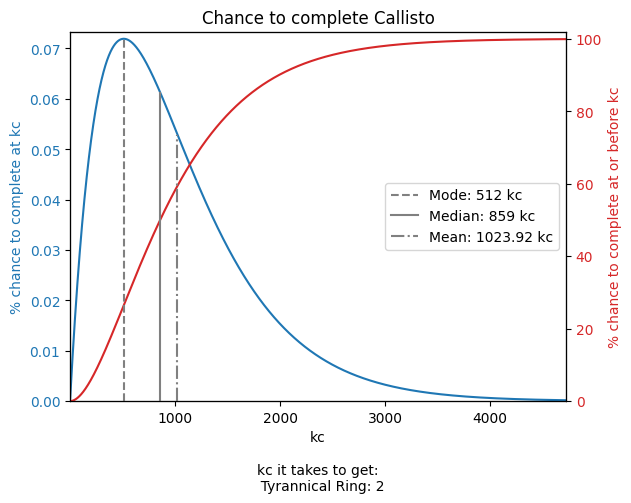 Chance to complete Callisto
% chance to complete at kc
0.07
0.06
0.05
0.04
0.03
0.02
0.01
0.00
Mode: 512 kc
Median: 859 kc
Mean: 1023.92 kc
100
80
60
40
20
0
% chance to complete at or before kc
1000 2000 3000 4000
kc
kc it takes to get:
Tyrannical Ring: 2